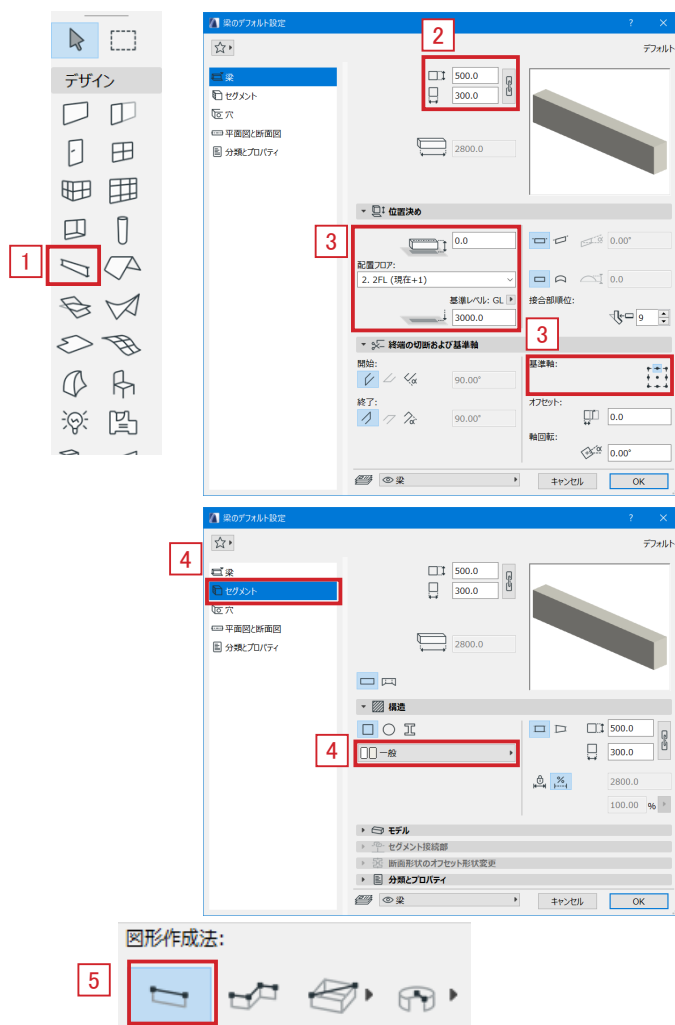 デザイン
1
梁のデフォルト設定
? ×
デフォルト
2
梁
セグメント
穴
平面図と断面図
分類とプロパティ
500.0
300.0
2800.0
位置決め
3
0.0
0.00°
配置フロア:
2. 2FL (現在+1)
0.0
基準レベル: GL
接合部順位:
3000.0
9
3
終端の切断および基準軸
開始:
基準軸:
90.00°
終了:
オフセット:
90.00°
0.0
軸回転:
α
0.00°
梁
キャンセル
OK
梁のデフォルト設定
? ×
デフォルト
4
梁
セグメント
穴
平面図と断面図
分類とプロパティ
500.0
300.0
2800.0
構造
500.0
4
一般
300.0
%
2800.0
100.00 %
モデル
セグメント接続部
断面形状のオフセット形状変更
分類とプロパティ
梁
キャンセル
OK
図形作成法:
5